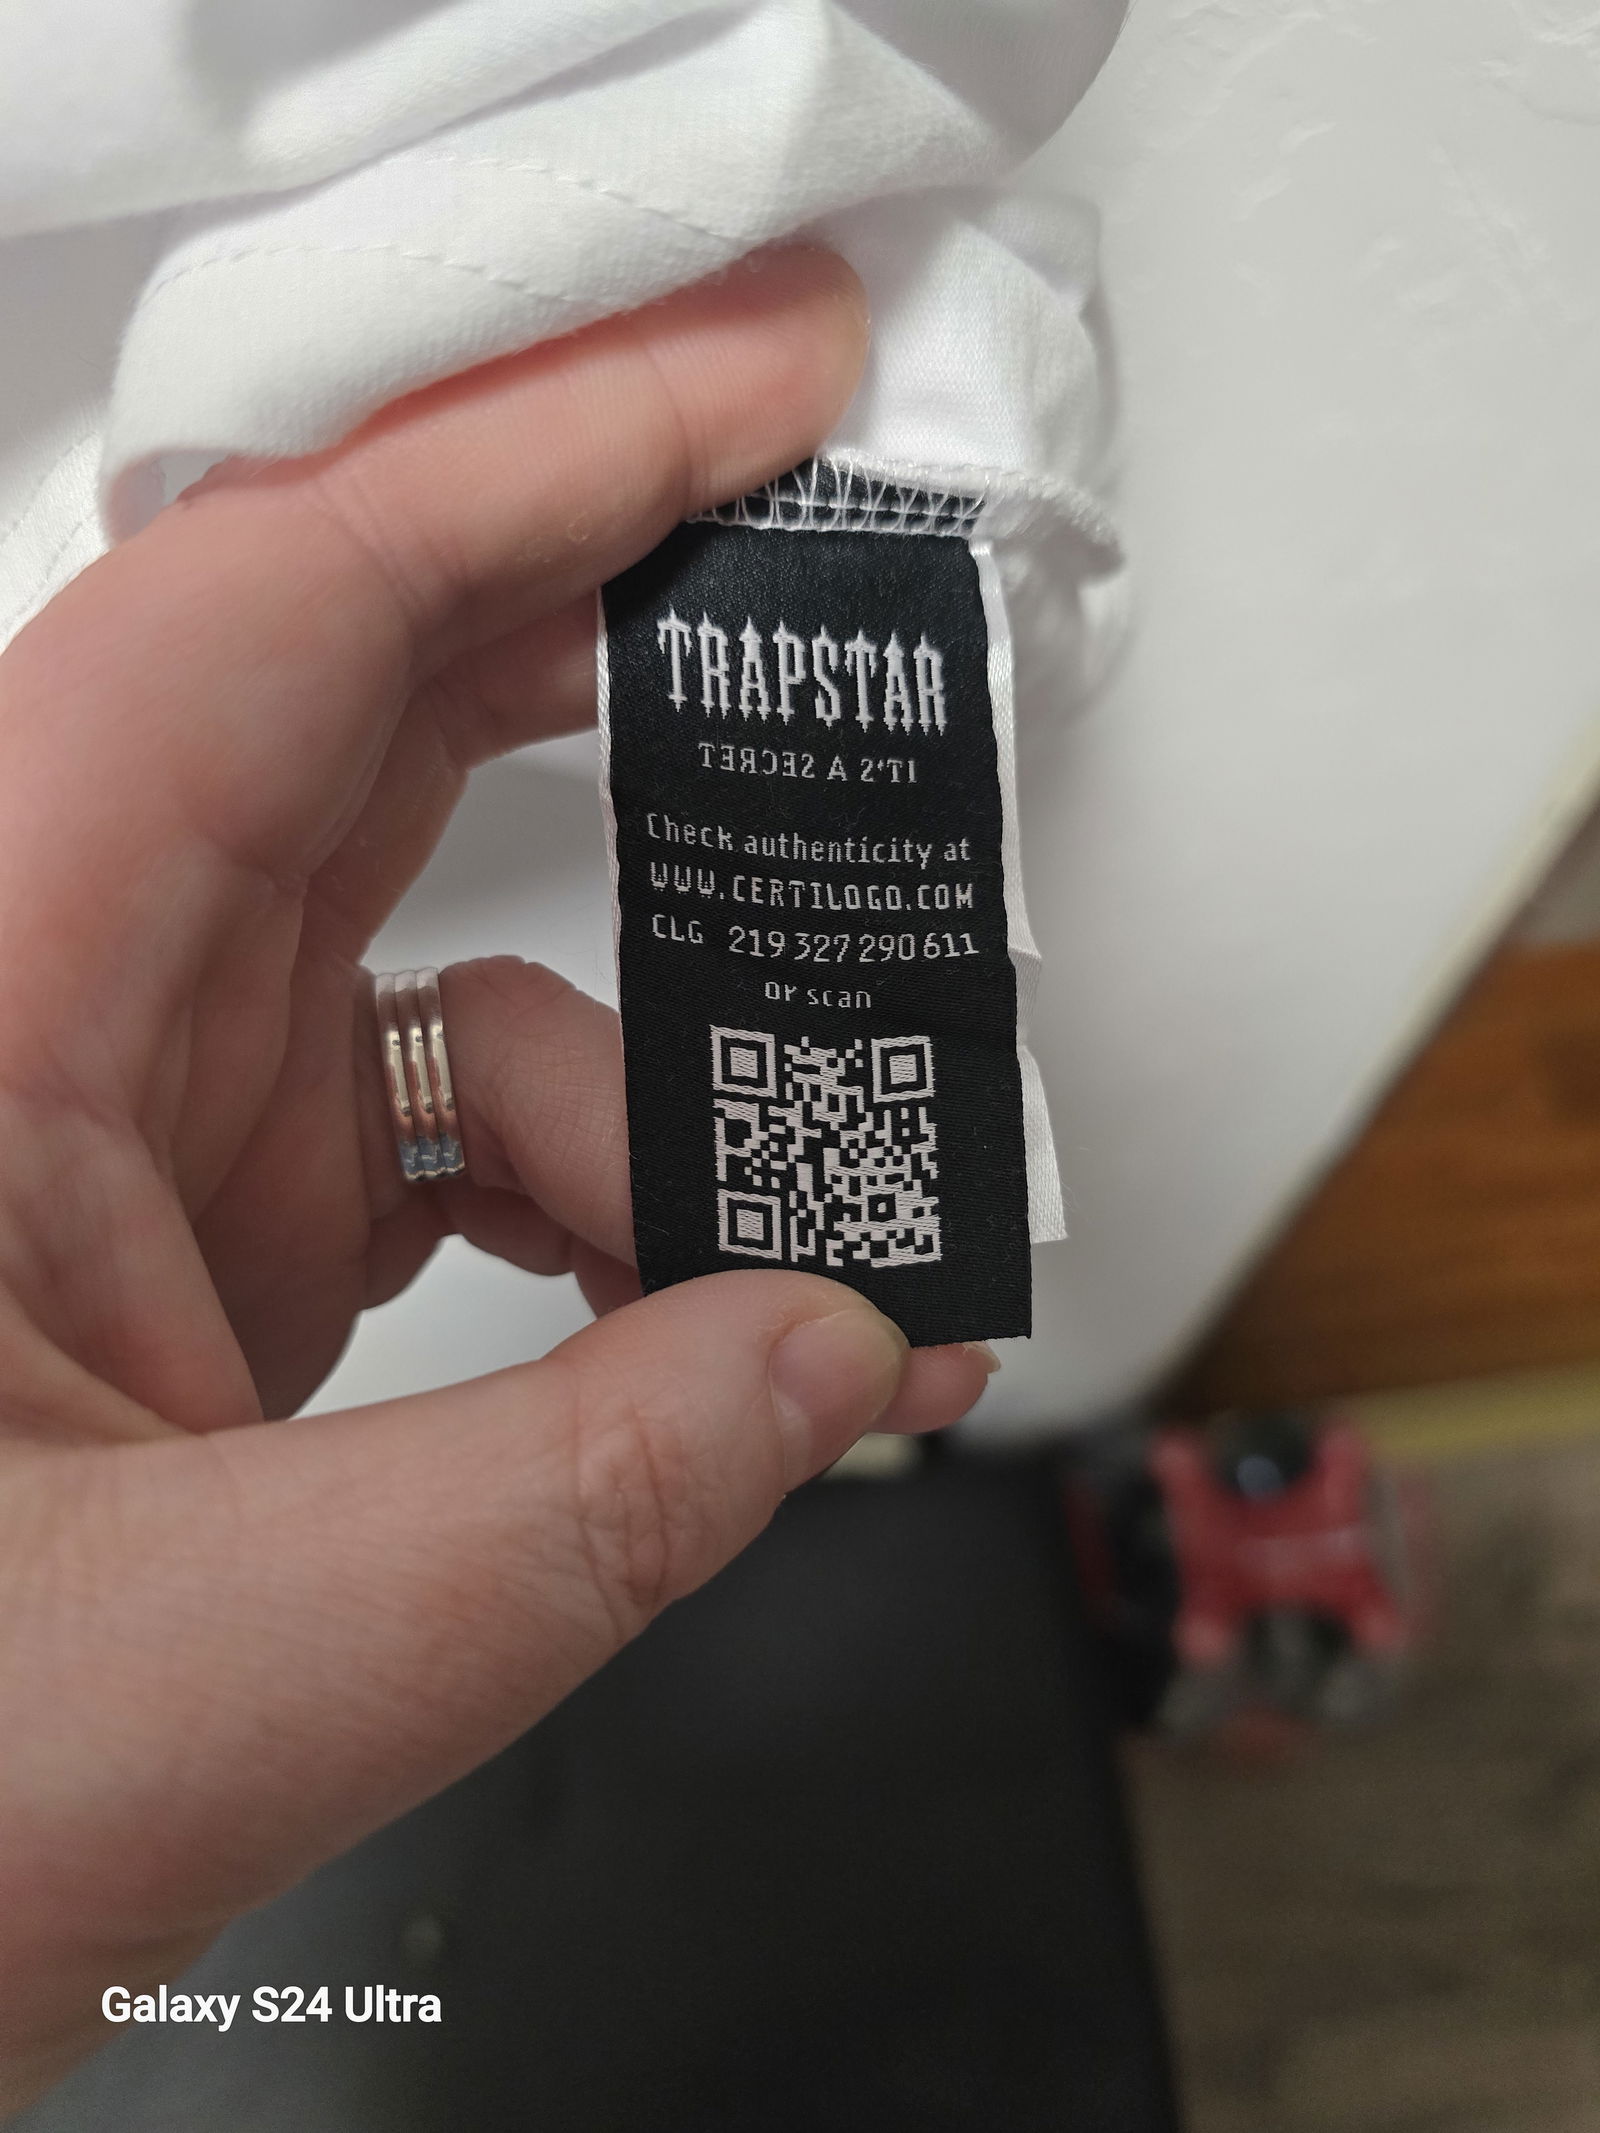 TRAPSTAR
IT'S A SECRET
Check authenticity at
WWW.CERTILOGO.COM
CLG 219 327 290 611
or scan
Galaxy S24 Ultra